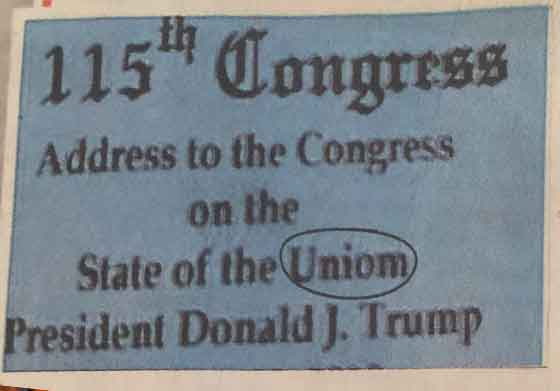 115th Congress
Address to the Congress
on the
State of the Uniom
President Donald J. Trump